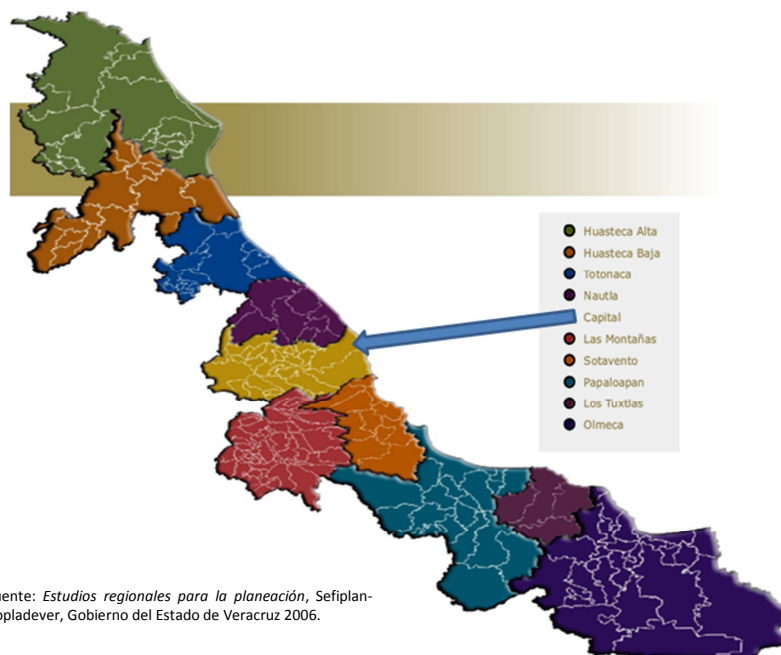 Huasteca Alta
Huasteca Baja
Totonaca
Nautla
Capital
Las Montañas
Sotavento
Papaloapan
Los Tuxtlas
Olmeca
uente: Estudios regionales para la planeación, Sefiplan-
opladever, Gobierno del Estado de Veracruz 2006.